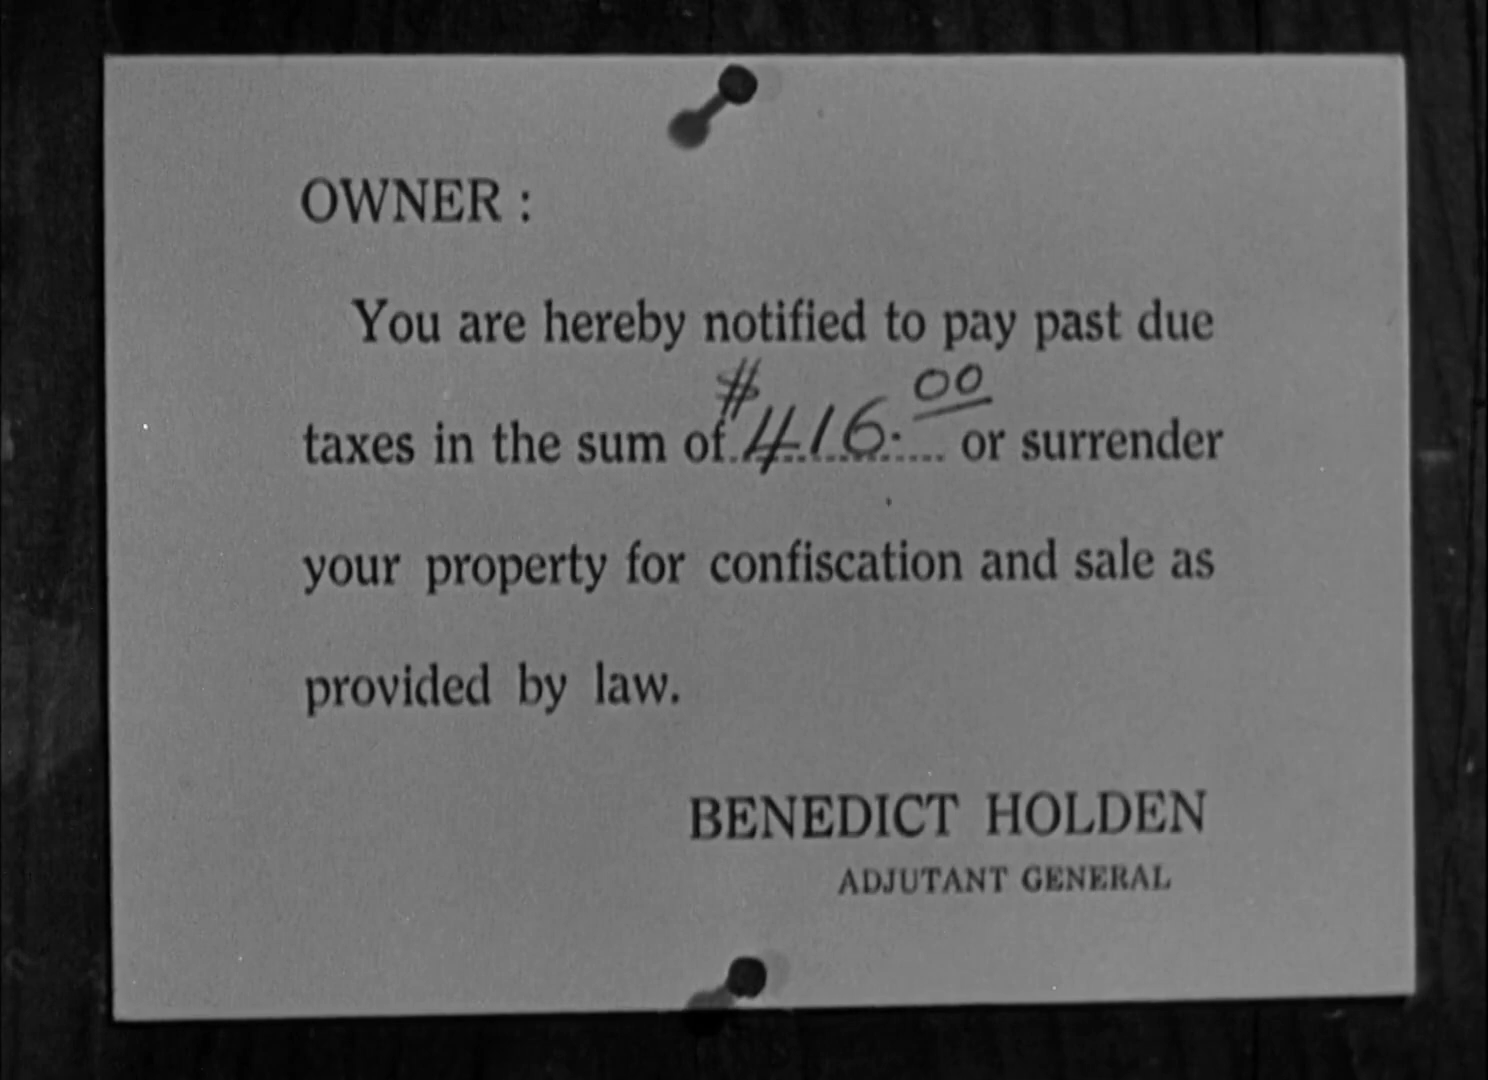 OWNER :
You are hereby notified to pay past due
taxes in the sum of $416.00 or surrender
your property for confiscation and sale as
provided by law.
BENEDICT HOLDEN
ADJUTANT GENERAL